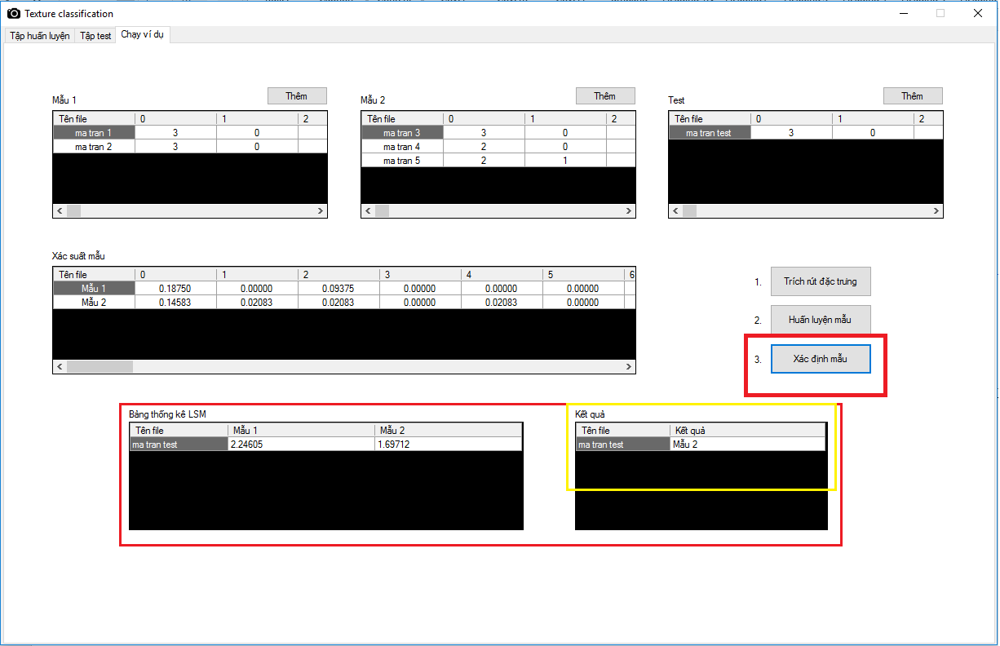 Texture classification
Tập huấn luyện Tập test Chạy ví dụ
Mẫu 1 Thêm
Tên file 0 1 2
ma tran 1 3 0
ma tran 2 3 0
Mẫu 2 Thêm
Tên file 0 1 2
ma tran 3 3 0
ma tran 4 2 0
ma tran 5 2 1
Test Thêm
Tên file 0 1 2
ma tran test 3 0
Xác suất mẫu
Tên file 0 1 2 3 4 5 6
Mẫu 1 0.18750 0.00000 0.09375 0.00000 0.00000 0.00000
Mẫu 2 0.14583 0.02083 0.02083 0.00000 0.02083 0.00000
1. Trích rút đặc trưng
2. Huấn luyện mẫu
3. Xác định mẫu
Bảng thống kê LSM
Tên file Mẫu 1 Mẫu 2
ma tran test 2.24605 1.69712
Kết quả
Tên file Kết quả
ma tran test Mẫu 2